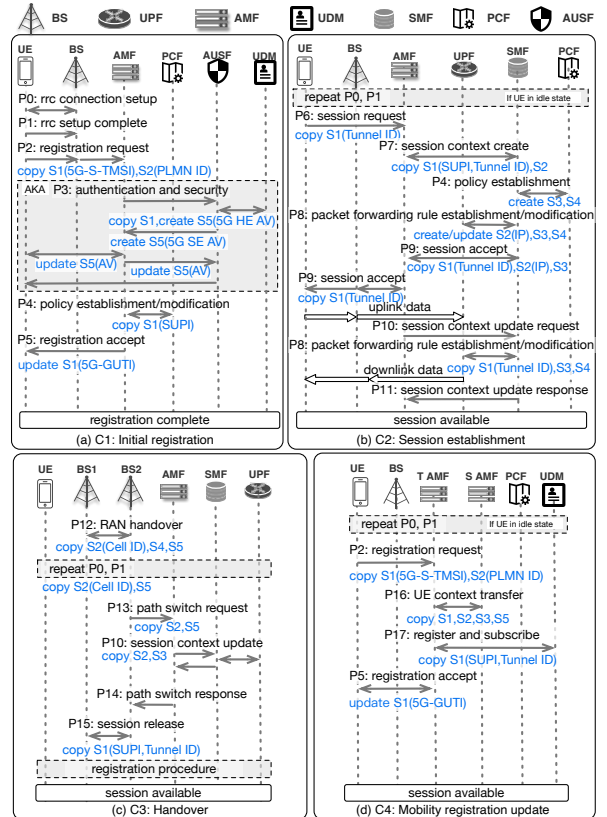 BS UPF AMF UDM SMF PCF AUSF
UE BS AMF PCF AUSF UDM
P0: rrc connection setup
P1: rrc setup complete
P2: registration request
copy S1(5G-S-TMSI),S2(PLMN ID)
AKA P3: authentication and security
copy S1,create S5(5G HE AV)
create S5(5G SE AV)
update S5(AV)
update S5(AV)
P4: policy establishment/modification
copy S1(SUPI)
P5: registration accept
update S1(5G-GUTI)
registration complete
(a) C1: Initial registration
UE BS AMF UPF SMF PCF
repeat P0, P1 If UE in idle state
P6: session request
copy S1(Tunnel ID)
P7: session context create
copy S1(SUPI,Tunnel ID),S2
P4: policy establishment
create S3,S4
P8: packet forwarding rule establishment/modification
create/update S2(IP),S3,S4
P9: session accept
copy S1(Tunnel ID),S2(IP),S3
P9: session accept
copy S1(Tunnel ID)
uplink data
P10: session context update request
P8: packet forwarding rule establishment/modification
copy S1(Tunnel ID),S3,S4
downlink data
P11: session context update response
session available
(b) C2: Session establishment
UE BS1 BS2 AMF SMF UPF
P12: RAN handover
copy S2(Cell ID),S4,S5
repeat P0, P1
copy S2(Cell ID),S5
P13: path switch request
copy S2,S5
P10: session context update
copy S2,S3
P14: path switch response
P15: session release
copy S1(SUPI,Tunnel ID)
registration procedure
session available
(c) C3: Handover
UE BS T AMF S AMF PCF UDM
repeat P0, P1 If UE in idle state
P2: registration request
copy S1(5G-S-TMSI),S2(PLMN ID)
P16: UE context transfer
copy S1,S2,S3,S5
P17: register and subscribe
copy S1(SUPI,Tunnel ID)
P5: registration accept
update S1(5G-GUTI)
session available
(d) C4: Mobility registration update